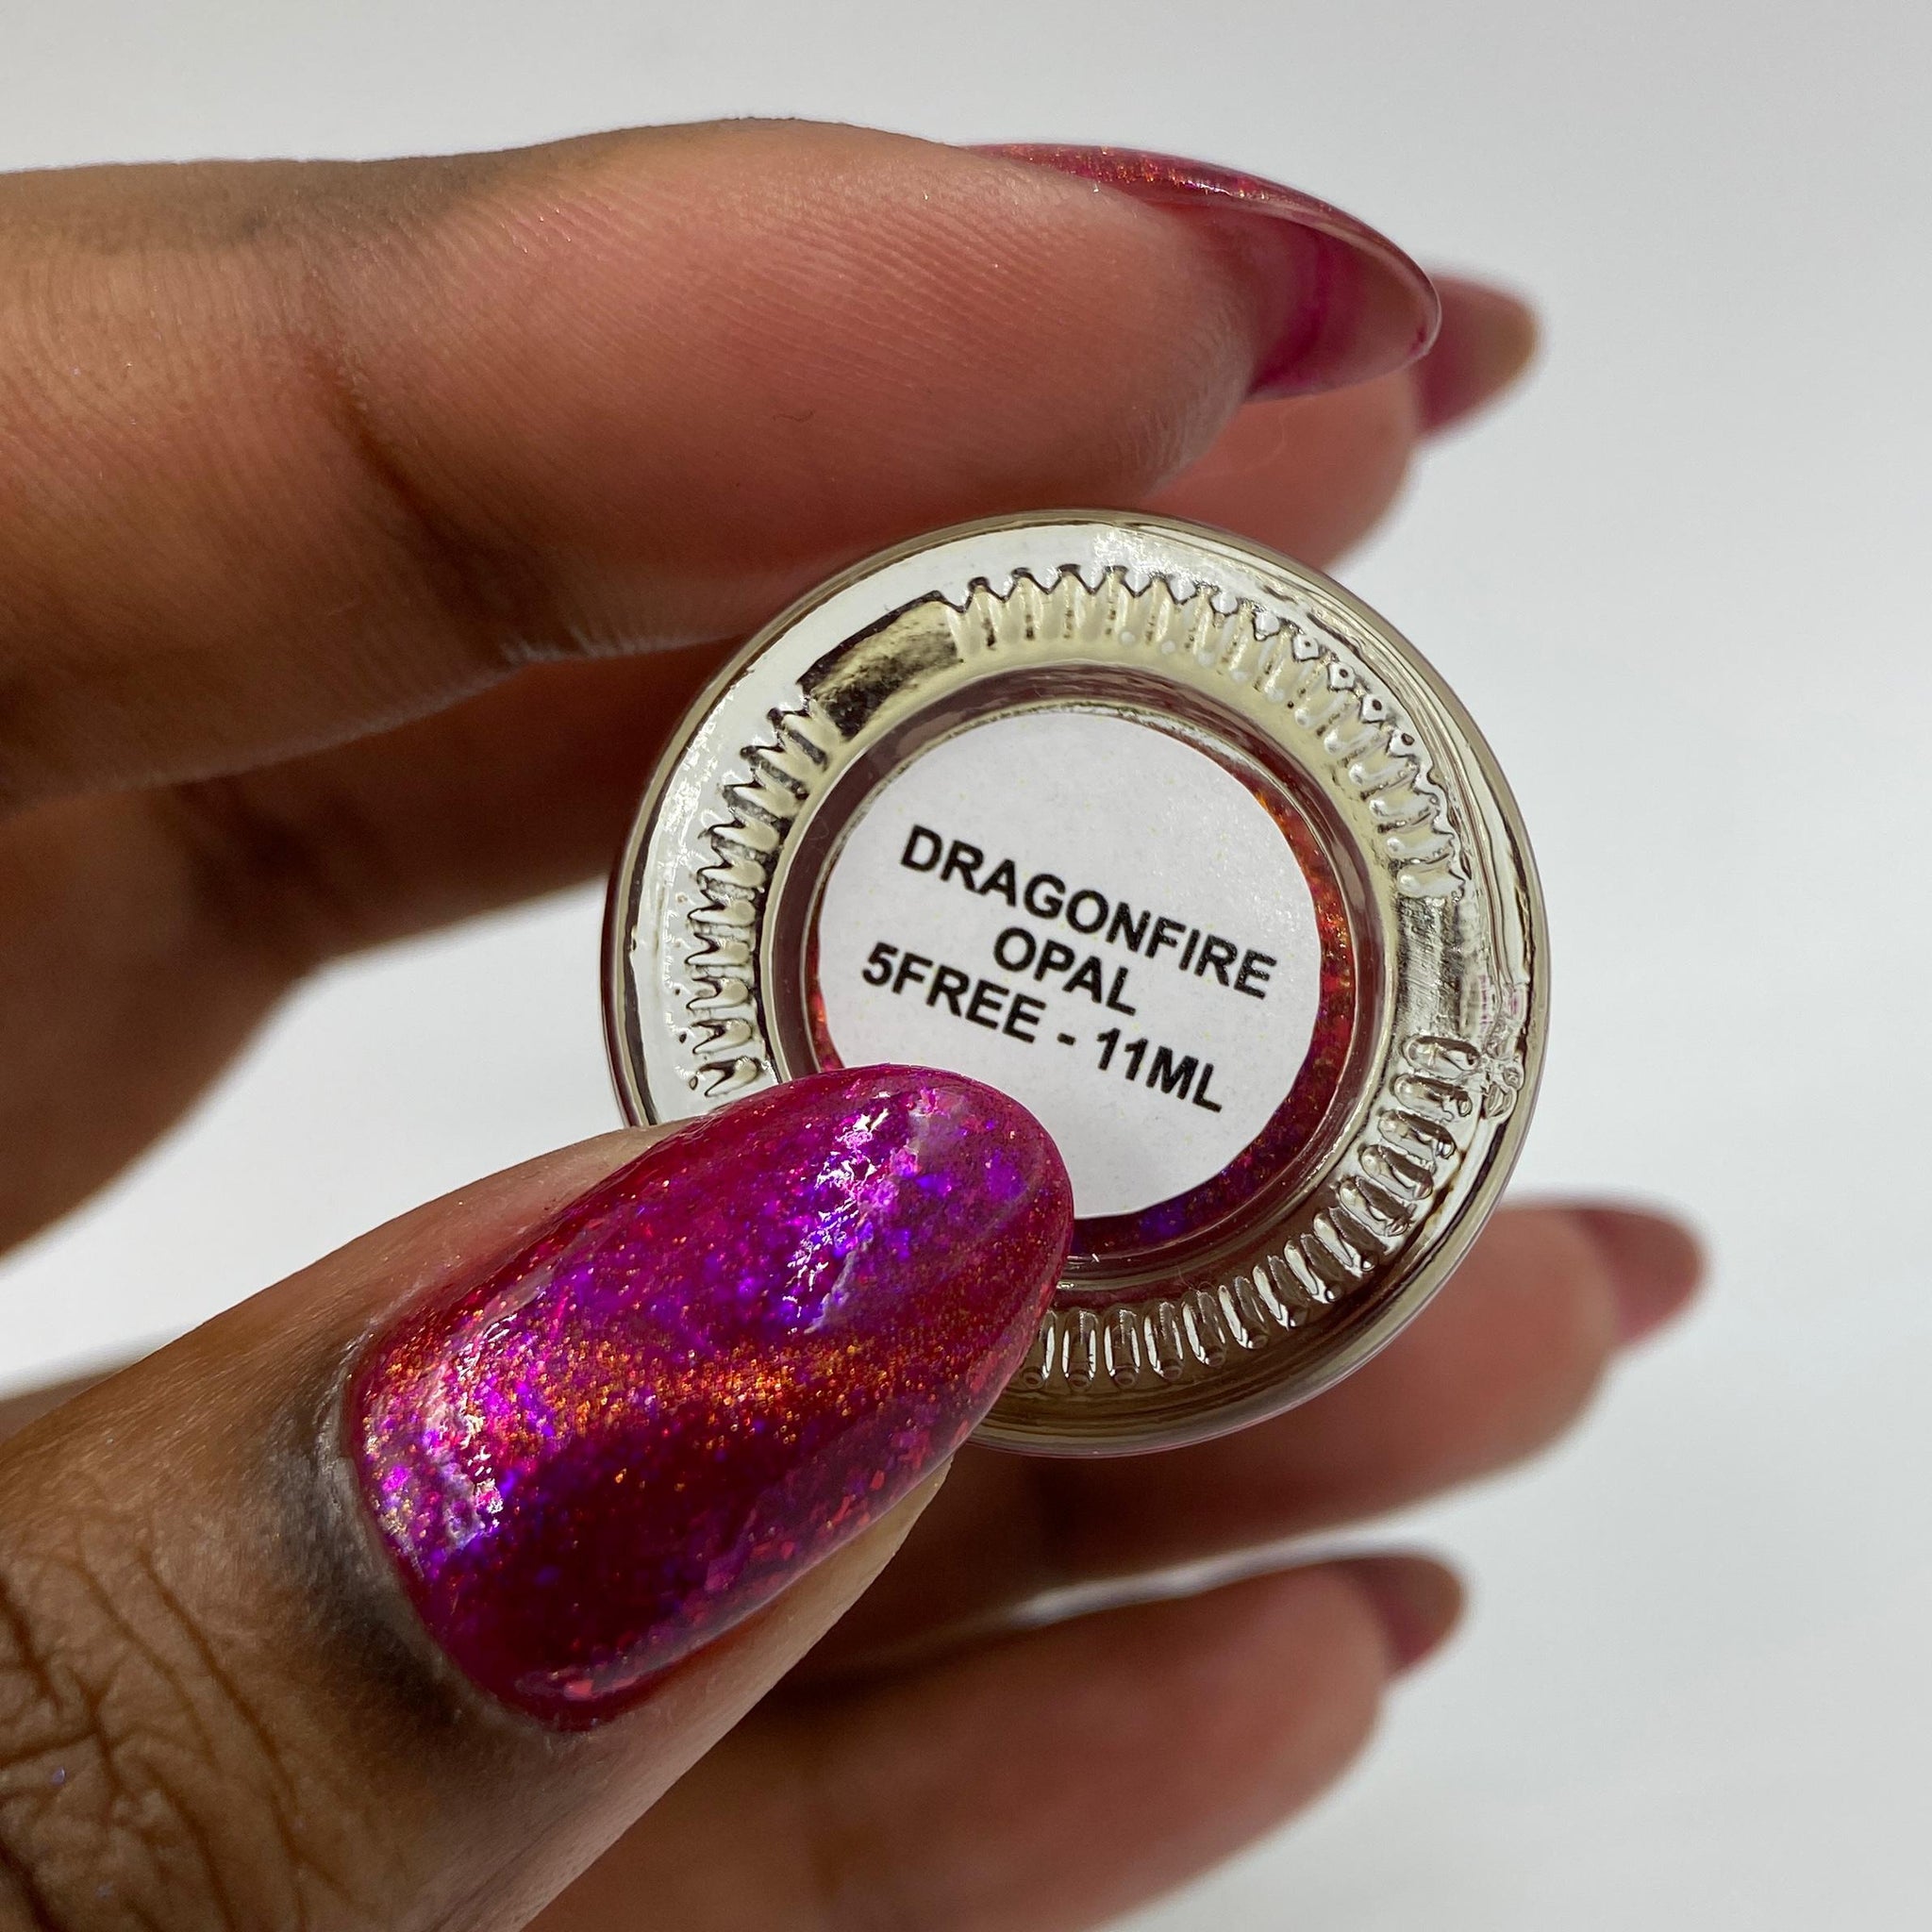 DRAGONFIRE
OPAL
5FREE - 11ML